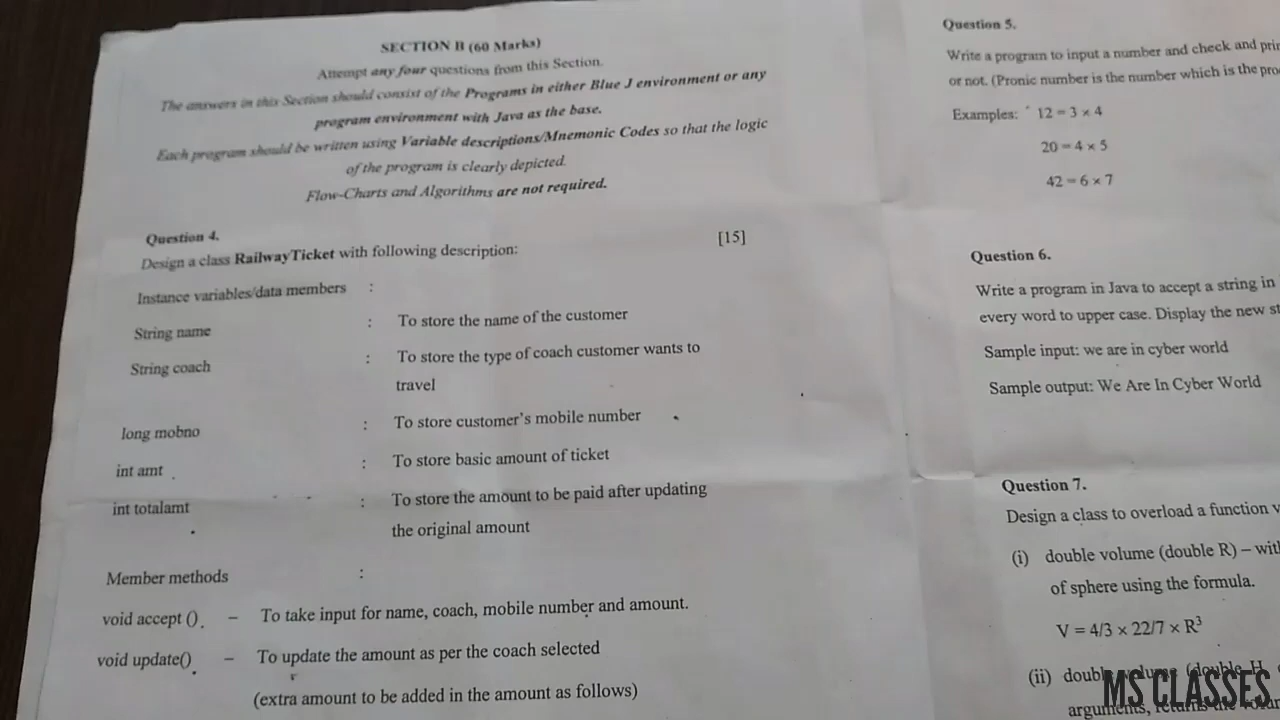 SECTION B (60 Marks)
Attempt any four questions from this Section.
The answers in this Section should consist of the Programs in either Blue J environment or any
program environment with Java as the base.
Each program should be written using Variable descriptions/Mnemonic Codes so that the logic
of the program is clearly depicted.
Flow-Charts and Algorithms are not required.
Question 4.
[15]
Design a class RailwayTicket with following description:
Instance variables/data members :
String name : To store the name of the customer
String coach : To store the type of coach customer wants to
travel
long mobno : To store customer's mobile number
int amt : To store basic amount of ticket
int totalamt : To store the amount to be paid after updating
the original amount
Member methods :
void accept () – To take input for name, coach, mobile number and amount.
void update() – To update the amount as per the coach selected
(extra amount to be added in the amount as follows)
Question 5.
Write a program to input a number and check and
or not. (Pronic number is the number which is the
Examples: 12 = 3 × 4
20 = 4 × 5
42 = 6 × 7
Question 6.
Write a program in Java to accept a string in
every word to upper case. Display the new
Sample input: we are in cyber world
Sample output: We Are In Cyber World
Question 7.
Design a class to overload a function
(i) double volume (double R) –
of sphere using the formula.
V = 4/3 × 22/7 × R³
(ii) double volume (double H,
arguments, returns the
MS CLASSES